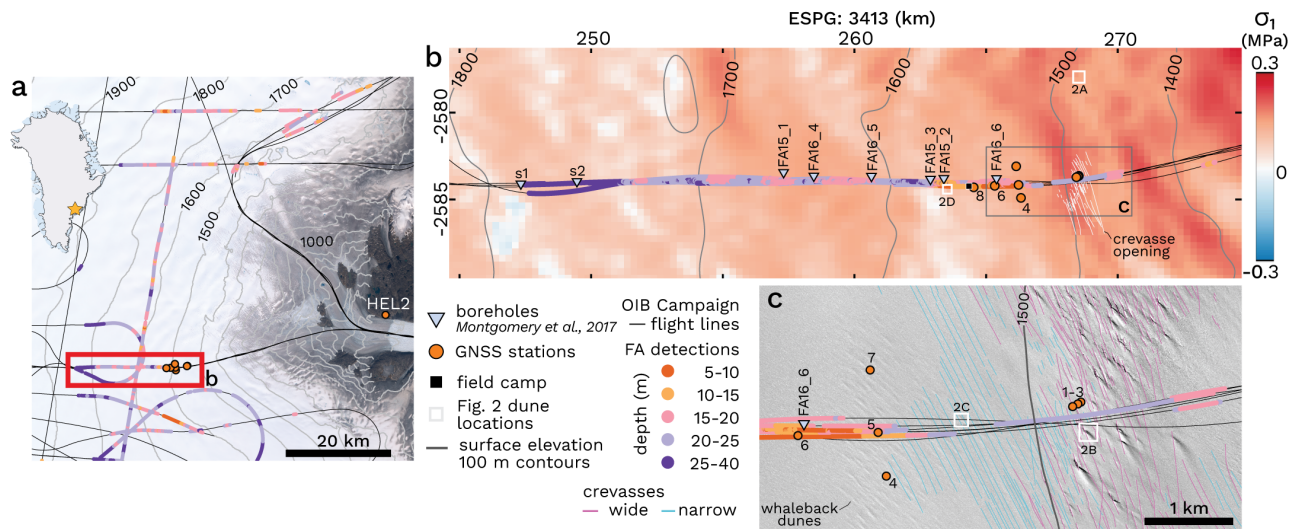 a
1900
1800
1700
1600
1500
1000
HEL2
b
20 km
ESPG: 3413 (km)
250
260
270
b
-2580
-2585
1800
1700
1600
1500
1400
s1
s2
FA15_1
FA16_4
FA16_5
FA15_3
FA15_2
FA16_6
2A
2D
8
6
4
C
crevasse
opening
σ1
(MPa)
0.3
0
-0.3
boreholes
Montgomery et al., 2017
GNSS stations
field camp
Fig. 2 dune
locations
surface elevation
100 m contours
OIB Campaign
flight lines
FA detections
depth (m)
5-10
10-15
15-20
20-25
25-40
crevasses
wide
narrow
C
1500
7
FA16_6
2C
1-3
5
6
2B
4
whaleback
dunes
1 km